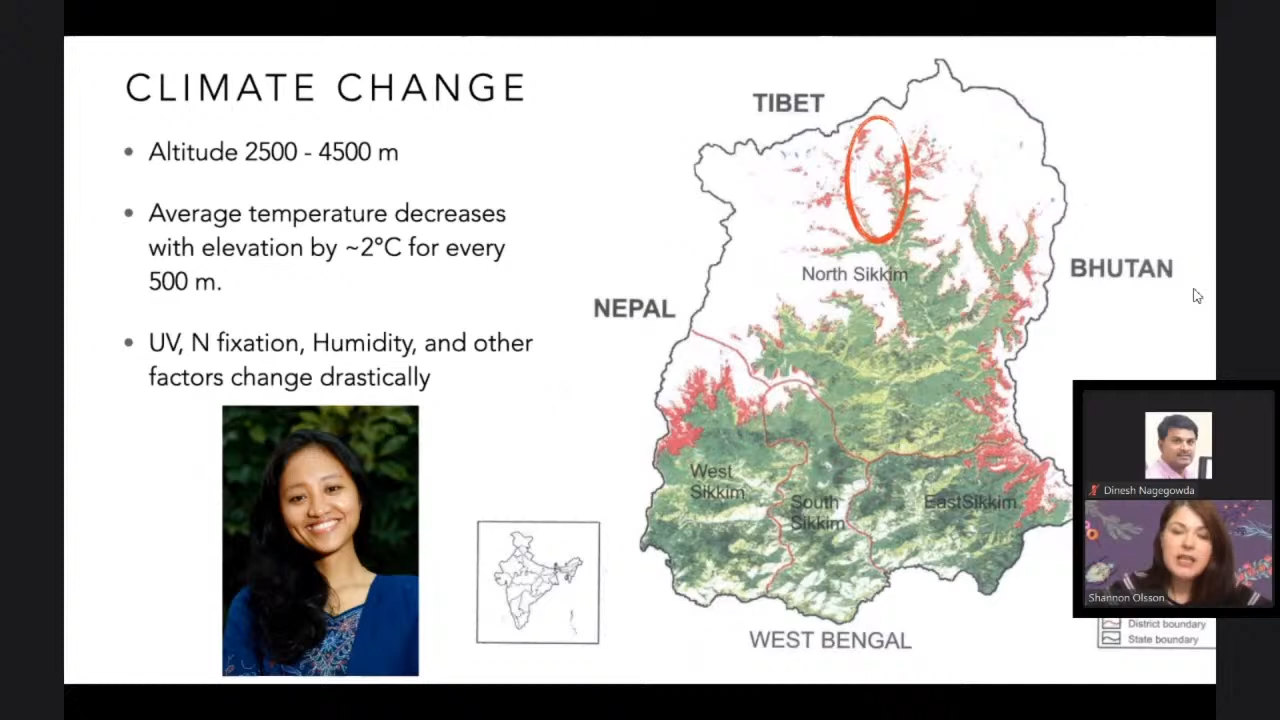 CLIMATE CHANGE
• Altitude 2500 - 4500 m
• Average temperature decreases
with elevation by ~2°C for every
500 m.
• UV, N fixation, Humidity, and other
factors change drastically
TIBET
BHUTAN
North Sikkim
NEPAL
West
Sikkim
South
Sikkim
EastSikkim
WEST BENGAL
Dinesh Nagegowda
Shannon Olsson
District boundary
State boundary